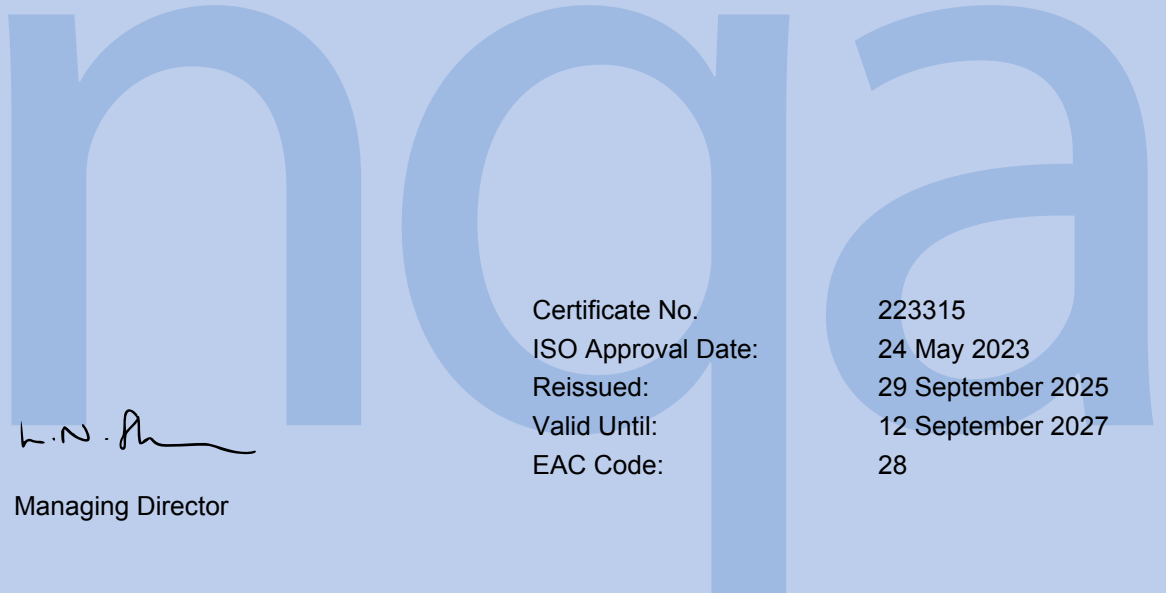 nqa
Certificate No. 223315
ISO Approval Date: 24 May 2023
Reissued: 29 September 2025
Valid Until: 12 September 2027
EAC Code: 28
Managing Director